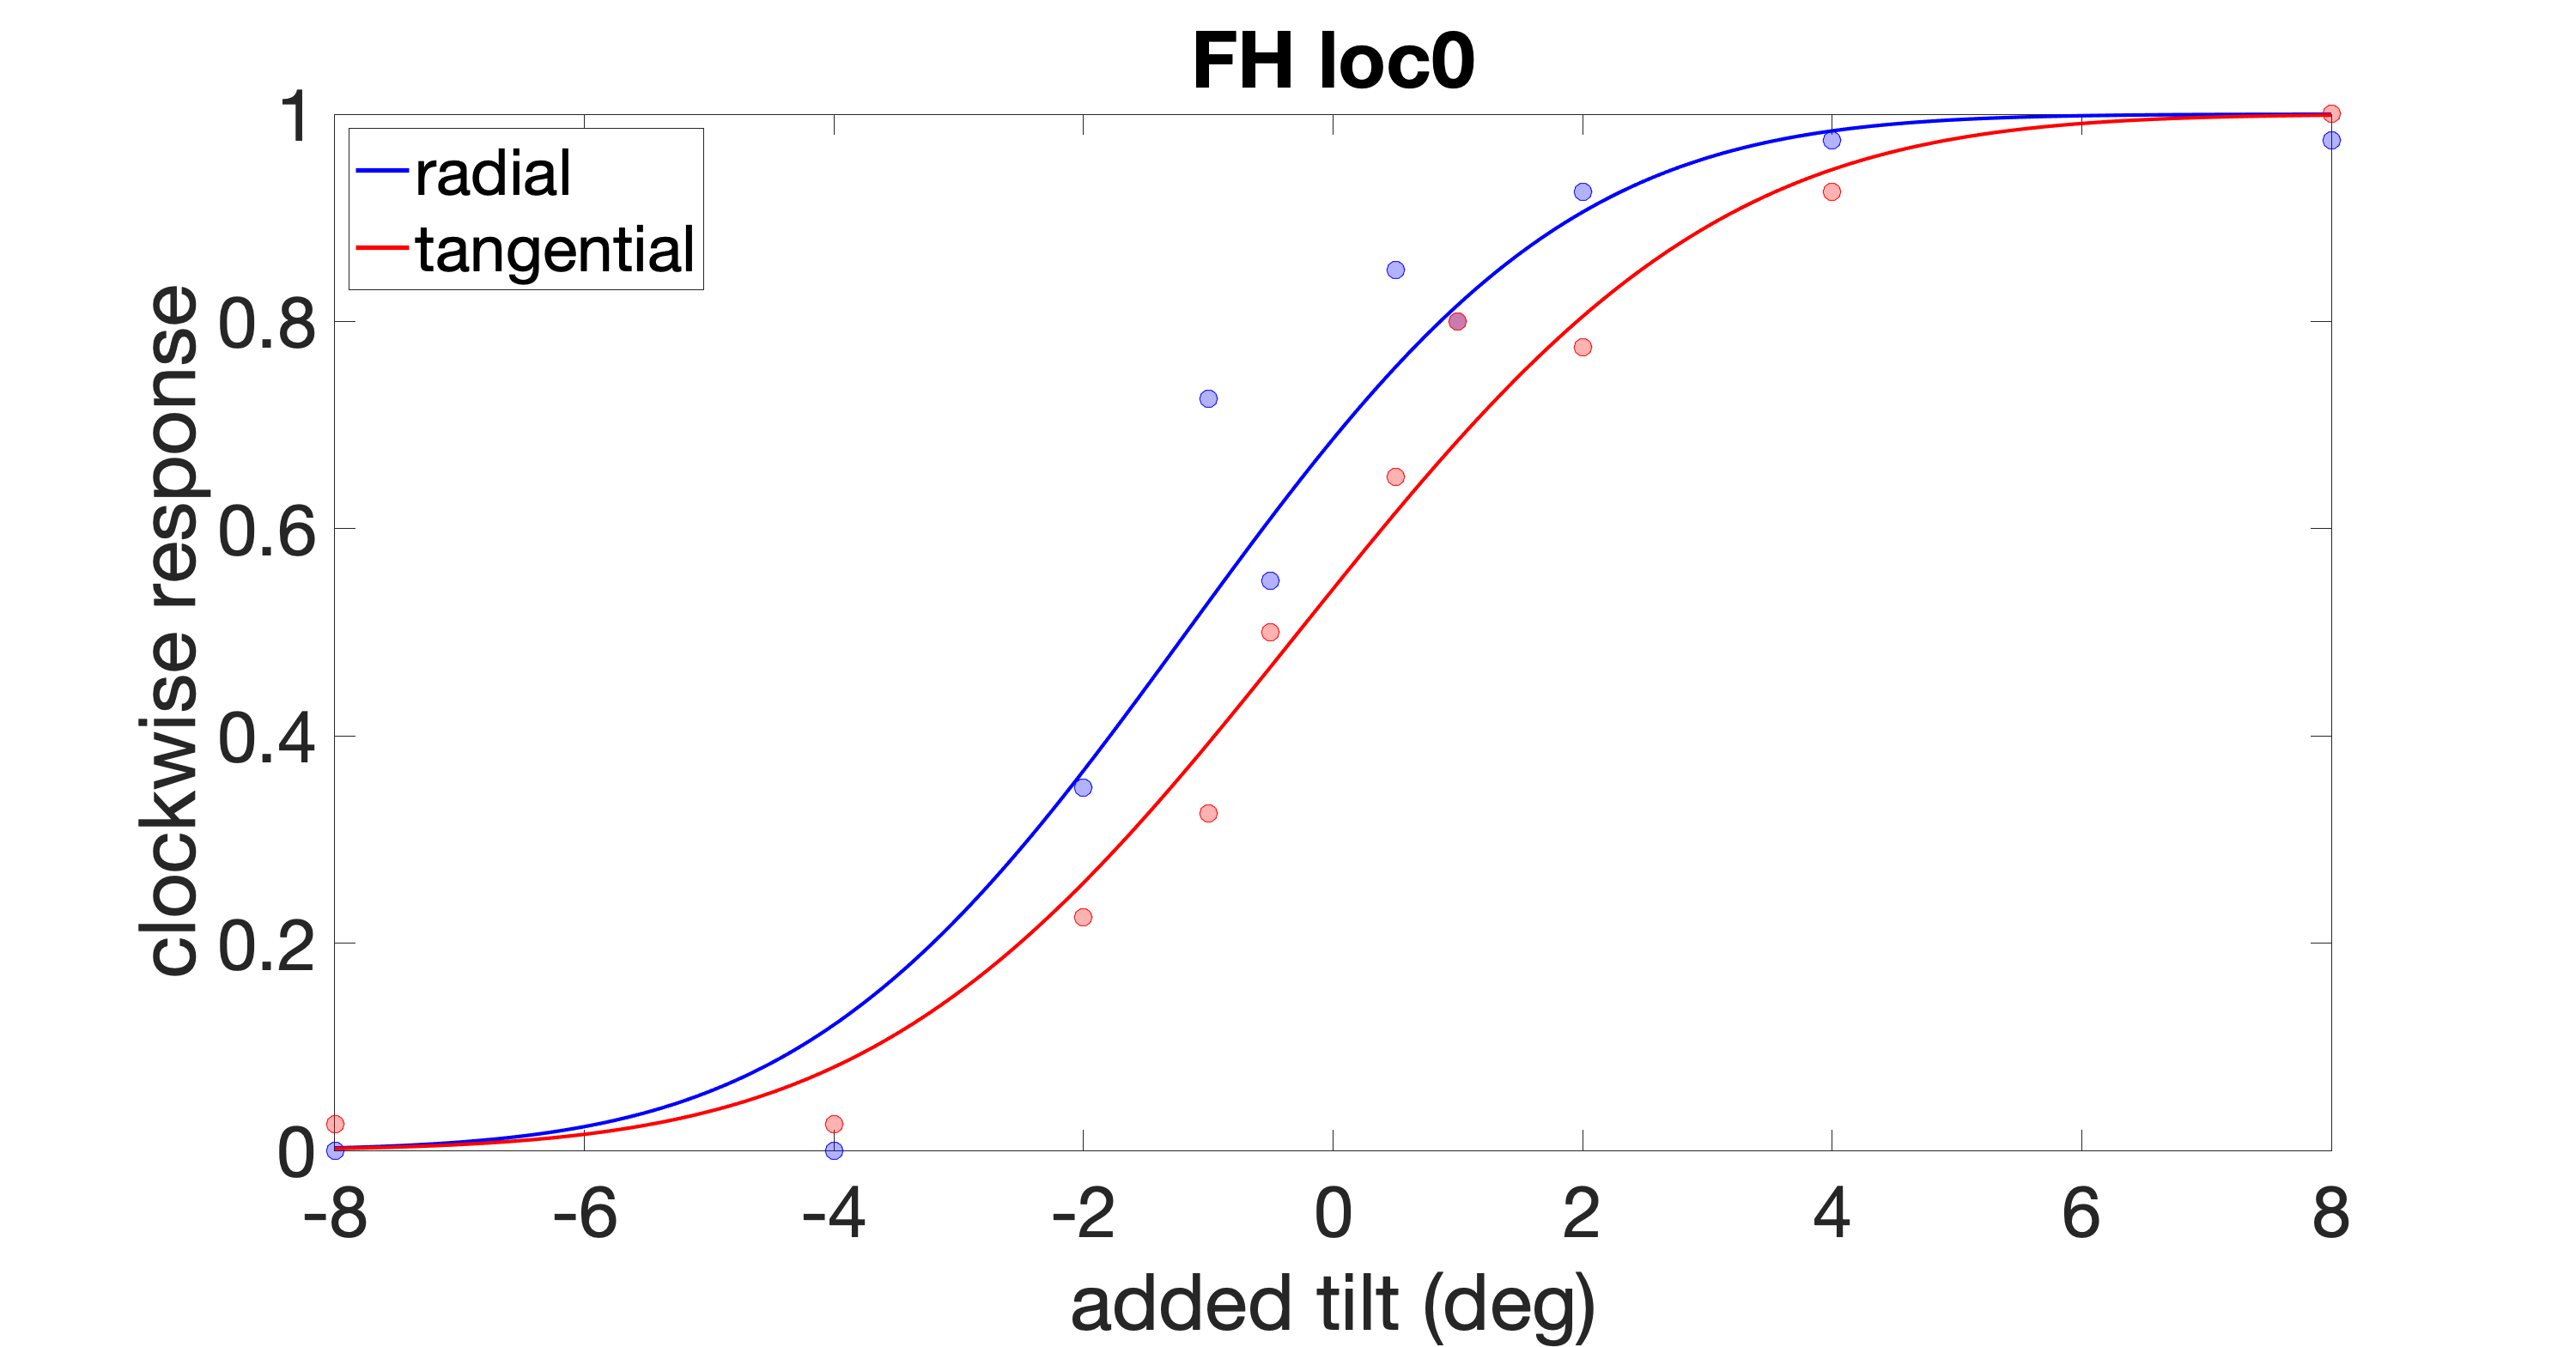 FH loc0
radial
tangential
clockwise response
1
0.8
0.6
0.4
0.2
0
-8 -6 -4 -2 0 2 4 6 8
added tilt (deg)